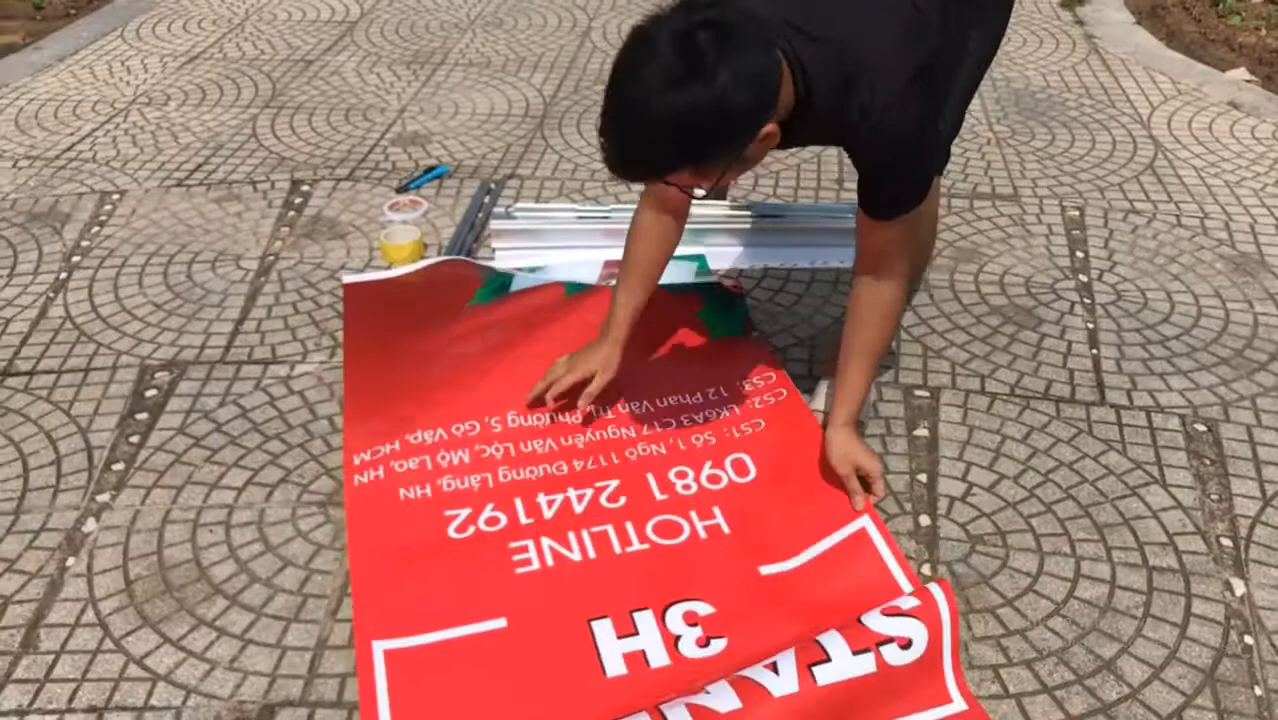 STAN
3H
HOTLINE
0981 244192
CS1: Số 1, Ngõ 1174 Đường Láng, HN
CS2: LK6A3 C17 Nguyễn Văn Lộc, Mộ Lao, HN
CS3: 12 Phan Văn Trị, Phường 5, Gò Vấp, HCM